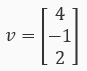 v = [4
-1
2]